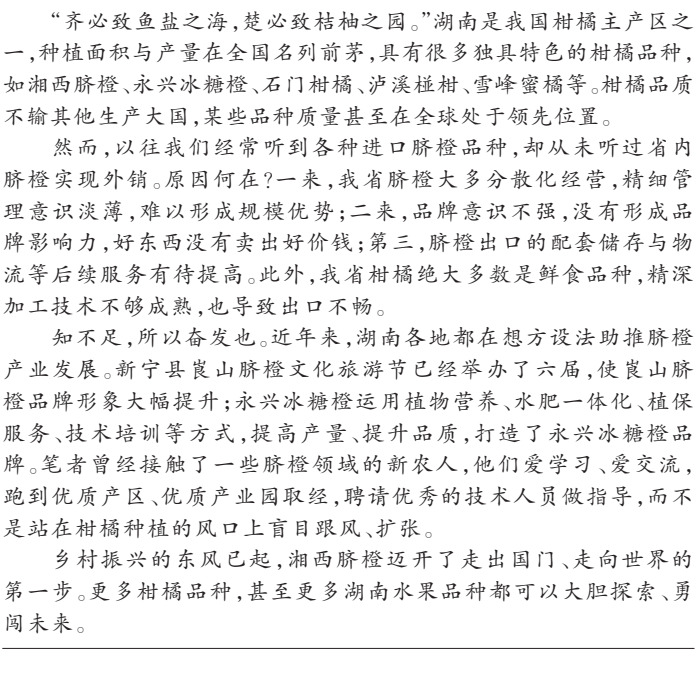 “齐必致鱼盐之海,楚必致桔柚之园。”湖南是我国柑橘主产区之
一,种植面积与产量在全国名列前茅,具有很多独具特色的柑橘品种,
如湘西脐橙、永兴冰糖橙、石门柑橘、泸溪椪柑、雪峰蜜橘等。柑橘品质
不输其他生产大国,某些品种质量甚至在全球处于领先位置。
然而,以往我们经常听到各种进口脐橙品种,却从未听过省内
脐橙实现外销。原因何在?一来,我省脐橙大多分散化经营,精细管
理意识淡薄,难以形成规模优势;二来,品牌意识不强,没有形成品
牌影响力,好东西没有卖出好价钱;第三,脐橙出口的配套储存与物
流等后续服务有待提高。此外,我省柑橘绝大多数是鲜食品种,精深
加工技术不够成熟,也导致出口不畅。
知不足,所以奋发也。近年来,湖南各地都在想方设法助推脐橙
产业发展。新宁县崀山脐橙文化旅游节已经举办了六届,使崀山脐
橙品牌形象大幅提升;永兴冰糖橙运用植物营养、水肥一体化、植保
服务、技术培训等方式,提高产量、提升品质,打造了永兴冰糖橙品
牌。笔者曾经接触了一些脐橙领域的新农人,他们爱学习、爱交流,
跑到优质产区、优质产业园取经,聘请优秀的技术人员做指导,而不
是站在柑橘种植的风口上盲目跟风、扩张。
乡村振兴的东风已起,湘西脐橙迈开了走出国门、走向世界的
第一步。更多柑橘品种,甚至更多湖南水果品种都可以大胆探索、勇
闯未来。